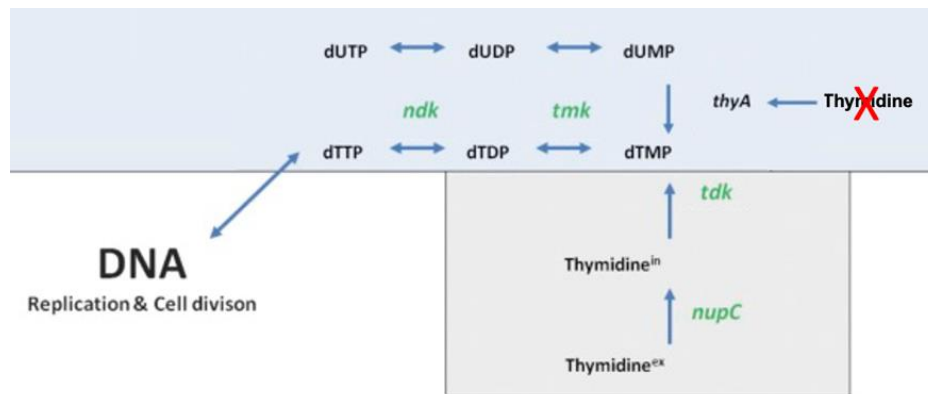 dUTP dUDP dUMP
thyA Thymidine
ndk tmk
dTTP dTDP dTMP
tdk
DNA
Thymidineⁱⁿ
Replication & Cell divison
nupC
Thymidineᵉˣ